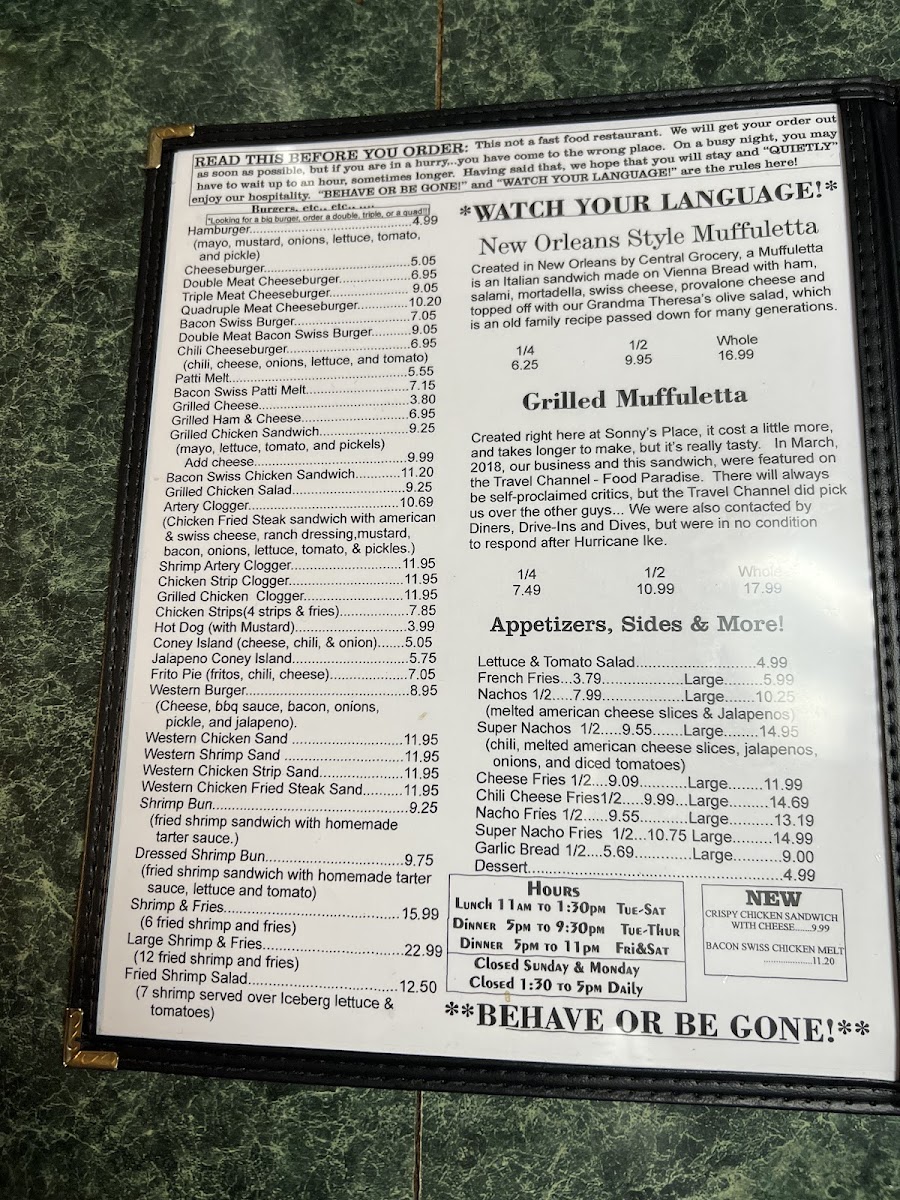 READ THIS BEFORE YOU ORDER: This not a fast food restaurant. We will get your order out
as soon as possible, but if you are in a hurry...you have come to the wrong place. On a busy night, you may
have to wait up to an hour, sometimes longer. Having said that, we hope that you will stay and "QUIETLY"
enjoy our hospitality. "BEHAVE OR BE GONE!" and "WATCH YOUR LANGUAGE!" are the rules here!
Burgers, etc., etc., ....
*Looking for a big burger, order a double, triple, or a quad!!
Hamburger...........................4.99
(mayo, mustard, onions, lettuce, tomato,
and pickle)
Cheeseburger.......................5.05
Double Meat Cheeseburger.............6.95
Triple Meat Cheeseburger............... 9.05
Quadruple Meat Cheeseburger...........10.20
Bacon Swiss Burger.....................7.05
Double Meat Bacon Swiss Burger.........9.05
Chili Cheeseburger......................6.95
(chili, cheese, onions, lettuce, and tomato)
Patti Melt.................................5.55
Bacon Swiss Patti Melt...................7.15
Grilled Cheese............................3.80
Grilled Ham & Cheese....................6.95
Grilled Chicken Sandwich.................9.25
(mayo, lettuce, tomato, and pickels)
Add cheese...............................9.99
Bacon Swiss Chicken Sandwich..........11.20
Grilled Chicken Salad....................9.25
Artery Clogger..........................10.69
(Chicken Fried Steak sandwich with american
& swiss cheese, ranch dressing,mustard,
bacon, onions, lettuce, tomato, & pickles.)
Shrimp Artery Clogger....................11.95
Chicken Strip Clogger....................11.95
Grilled Chicken Clogger..................11.95
Chicken Strips(4 strips & fries)............7.85
Hot Dog (with Mustard)....................3.99
Coney Island (cheese, chili, & onion).......5.05
Jalapeno Coney Island....................5.75
Frito Pie (fritos, chili, cheese)..............7.05
Western Burger...........................8.95
(Cheese, bbq sauce, bacon, onions,
pickle, and jalapeno).
Western Chicken Sand ....................11.95
Western Shrimp Sand .....................11.95
Western Chicken Strip Sand...............11.95
Western Chicken Fried Steak Sand........11.95
Shrimp Bun..............................9.25
(fried shrimp sandwich with homemade
tarter sauce.)
Dressed Shrimp Bun.......................9.75
(fried shrimp sandwich with homemade tarter
sauce, lettuce and tomato)
Shrimp & Fries...........................15.99
(6 fried shrimp and fries)
Large Shrimp & Fries......................22.99
(12 fried shrimp and fries)
Fried Shrimp Salad........................12.50
(7 shrimp served over Iceberg lettuce &
tomatoes)
*WATCH YOUR LANGUAGE!*
New Orleans Style Muffuletta
Created in New Orleans by Central Grocery, a Muffuletta
is an Italian sandwich made on Vienna Bread with ham,
salami, mortadella, swiss cheese, provalone cheese and
topped off with our Grandma Theresa's olive salad, which
is an old family recipe passed down for many generations.
1/4 1/2 Whole
6.25 9.95 16.99
Grilled Muffuletta
Created right here at Sonny's Place, it cost a little more,
and takes longer to make, but it's really tasty. In March,
2018, our business and this sandwich, were featured on
the Travel Channel - Food Paradise. There will always
be self-proclaimed critics, but the Travel Channel did pick
us over the other guys... We were also contacted by
Diners, Drive-Ins and Dives, but were in no condition
to respond after Hurricane Ike.
1/4 1/2 Whole
7.49 10.99 17.99
Appetizers, Sides & More!
Lettuce & Tomato Salad......................4.99
French Fries...3.79....................Large.........5.99
Nachos 1/2.....7.99....................Large.......10.25
(melted american cheese slices & Jalapenos)
Super Nachos 1/2....9.55.......Large........14.95
(chili, melted american cheese slices, jalapenos,
onions, and diced tomatoes)
Cheese Fries 1/2....9.09...........Large........11.99
Chili Cheese Fries1/2.....9.99...Large.........14.69
Nacho Fries 1/2......9.55............Large.........13.19
Super Nacho Fries 1/2...10.75 Large.........14.99
Garlic Bread 1/2....5.69............Large...........9.00
Dessert..................................................4.99
HOURS
LUNCH 11AM TO 1:30PM TUE-SAT
DINNER 5PM TO 9:30PM TUE-THUR
DINNER 5PM TO 11PM FRI&SAT
CLOSED SUNDAY & MONDAY
CLOSED 1:30 TO 5PM DAILY
NEW
CRISPY CHICKEN SANDWICH
WITH CHEESE.......9.99
BACON SWISS CHICKEN MELT
...................11.20
**BEHAVE OR BE GONE!**